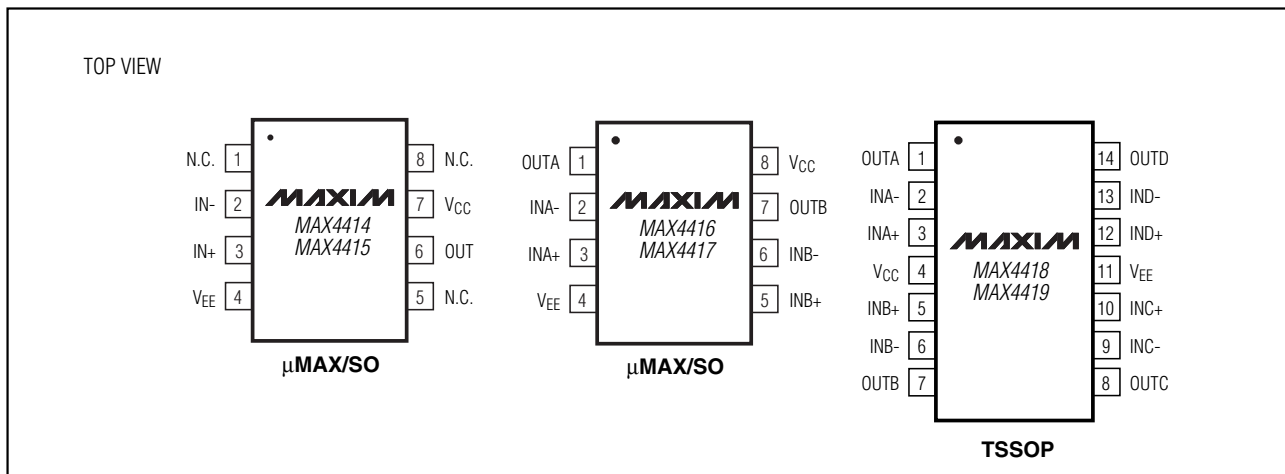 TOP VIEW
N.C. 1
IN- 2
IN+ 3
VEE 4
MAXIM
MAX4414
MAX4415
8 N.C.
7 VCC
6 OUT
5 N.C.
μMAX/SO
OUTA 1
INA- 2
INA+ 3
VEE 4
MAXIM
MAX4416
MAX4417
8 VCC
7 OUTB
6 INB-
5 INB+
μMAX/SO
OUTA 1
INA- 2
INA+ 3
VCC 4
INB+ 5
INB- 6
OUTB 7
MAXIM
MAX4418
MAX4419
14 OUTD
13 IND-
12 IND+
11 VEE
10 INC+
9 INC-
8 OUTC
TSSOP